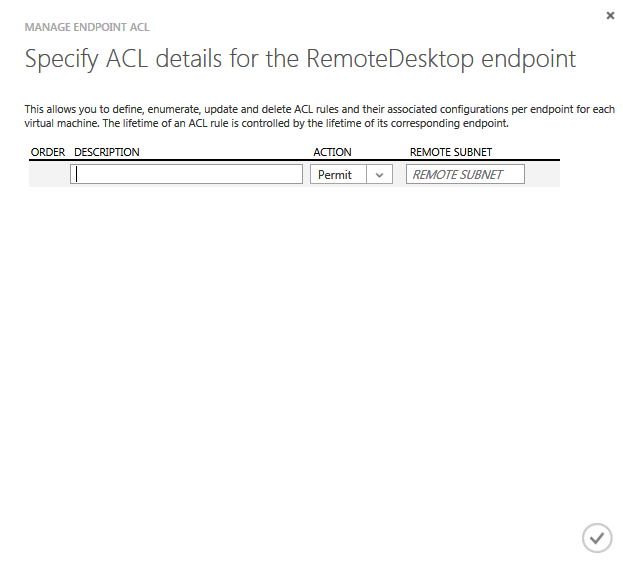 MANAGE ENDPOINT ACL
Specify ACL details for the RemoteDesktop endpoint
This allows you to define, enumerate, update and delete ACL rules and their associated configurations per endpoint for each
virtual machine. The lifetime of an ACL rule is controlled by the lifetime of its corresponding endpoint.
ORDER DESCRIPTION ACTION REMOTE SUBNET
Permit REMOTE SUBNET